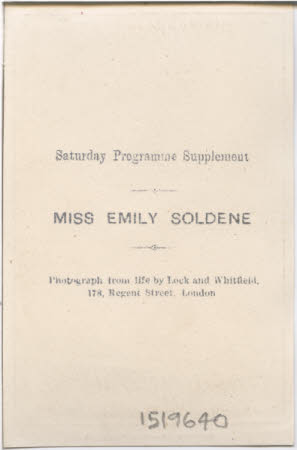 Saturday Programme Supplement
MISS EMILY SOLDENE
Photograph from life by Lock and Whitfield,
178, Regent Street, London
1519640